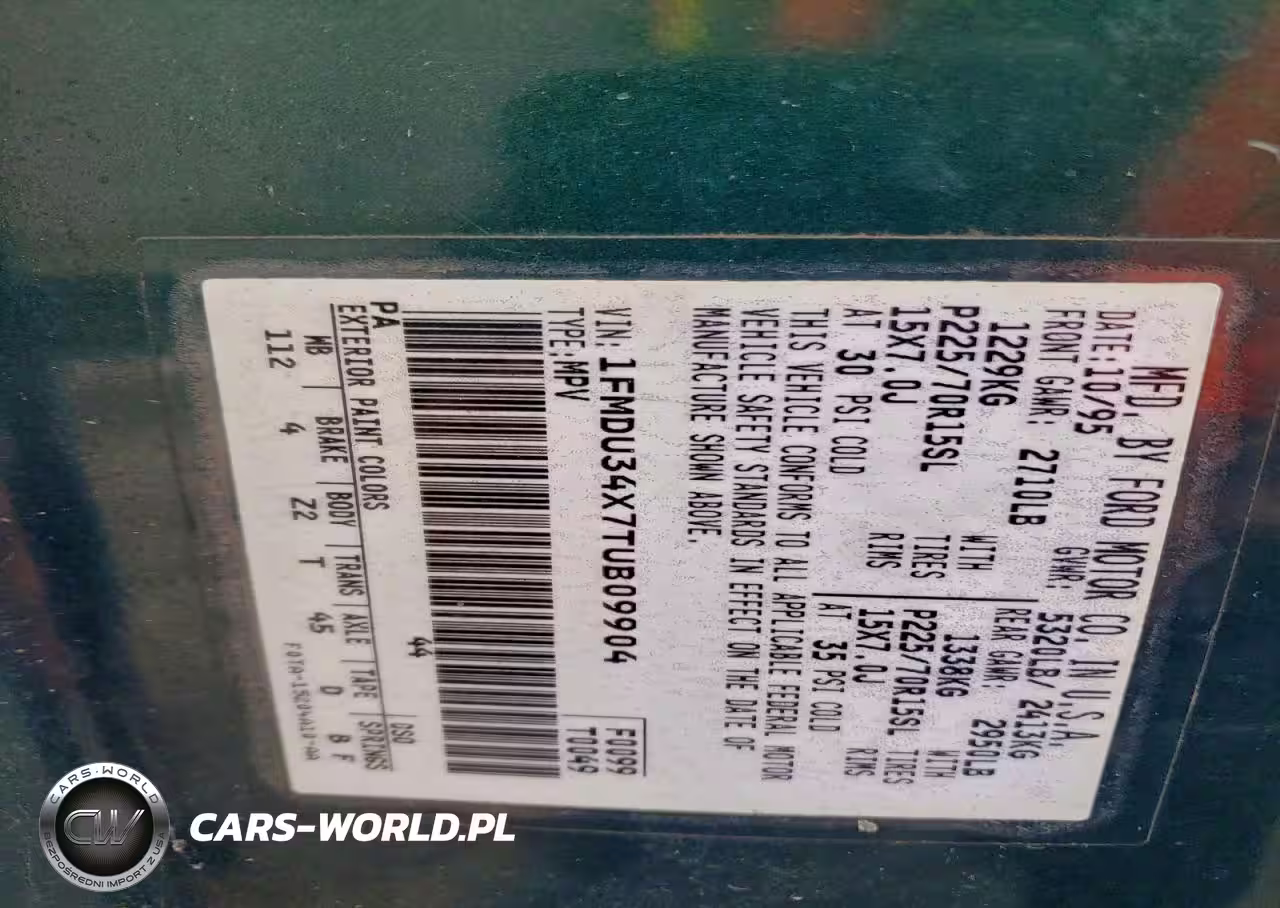 MFD. BY FORD MOTOR CO. IN U.S.A.
DATE: 10/95 GVWR: 5320LB/ 2413KG
FRONT GAWR: 2710LB REAR GAWR: 2950LB
1229KG WITH 1338KG WITH
P225/70R15SL TIRES P225/70R15SL TIRES
15X7.0J RIMS 15X7.0J RIMS
AT 30 PSI COLD AT 35 PSI COLD
THIS VEHICLE CONFORMS TO ALL APPLICABLE FEDERAL MOTOR
VEHICLE SAFETY STANDARDS IN EFFECT ON THE DATE OF
MANUFACTURE SHOWN ABOVE.
VIN: 1FMDU34X7TUB09904 F0099
TYPE: MPV T0049
44
PA
EXTERIOR PAINT COLORS DSO
WB BRAKE BODY TRANS AXLE TAPE SPRINGS
112 4 Z2 T 45 D B F
CARS-WORLD
CW
BEZPOŚREDNI IMPORT Z USA
CARS-WORLD.PL